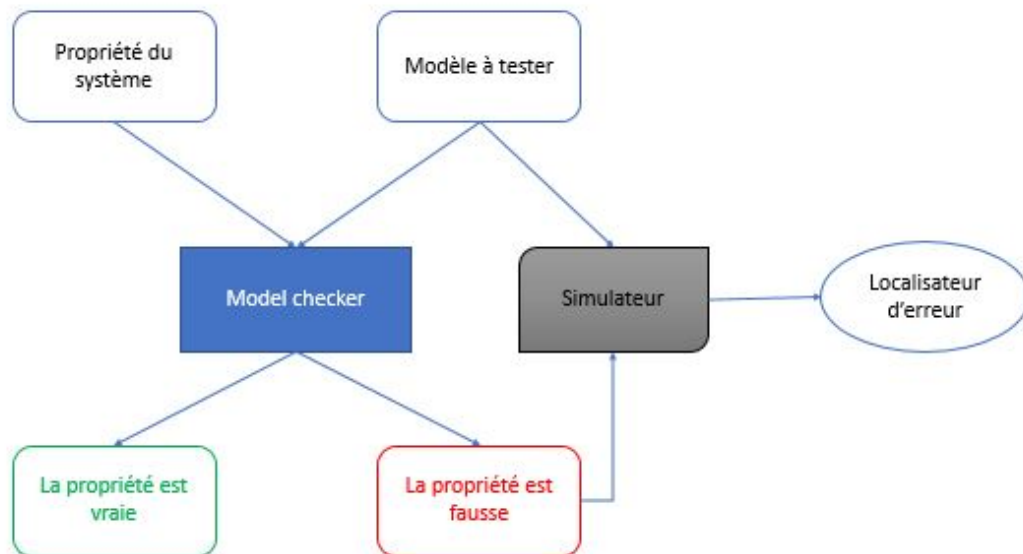 Propriété du
système
Modèle à tester
Model checker
Simulateur
Localisateur
d'erreur
La propriété est
vraie
La propriété est
fausse